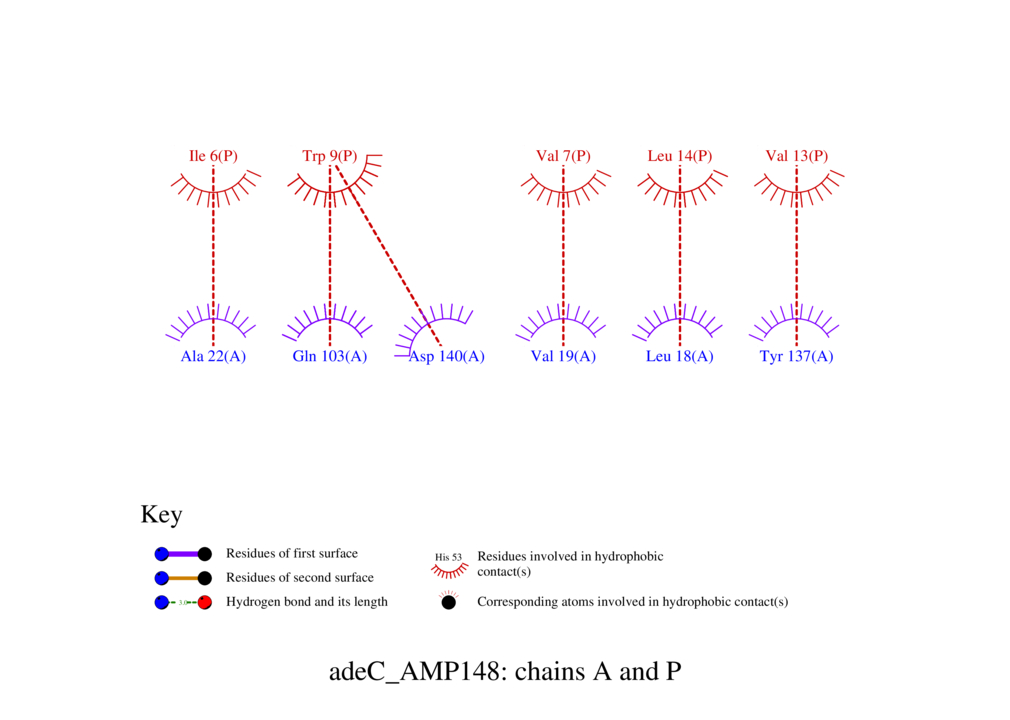 Ile 6(P) Trp 9(P) Val 7(P) Leu 14(P) Val 13(P)
Ala 22(A) Gln 103(A) Asp 140(A) Val 19(A) Leu 18(A) Tyr 137(A)
Key
Residues of first surface
Residues of second surface
3.0
Hydrogen bond and its length
His 53
Residues involved in hydrophobic
contact(s)
Corresponding atoms involved in hydrophobic contact(s)
adeC_AMP148: chains A and P